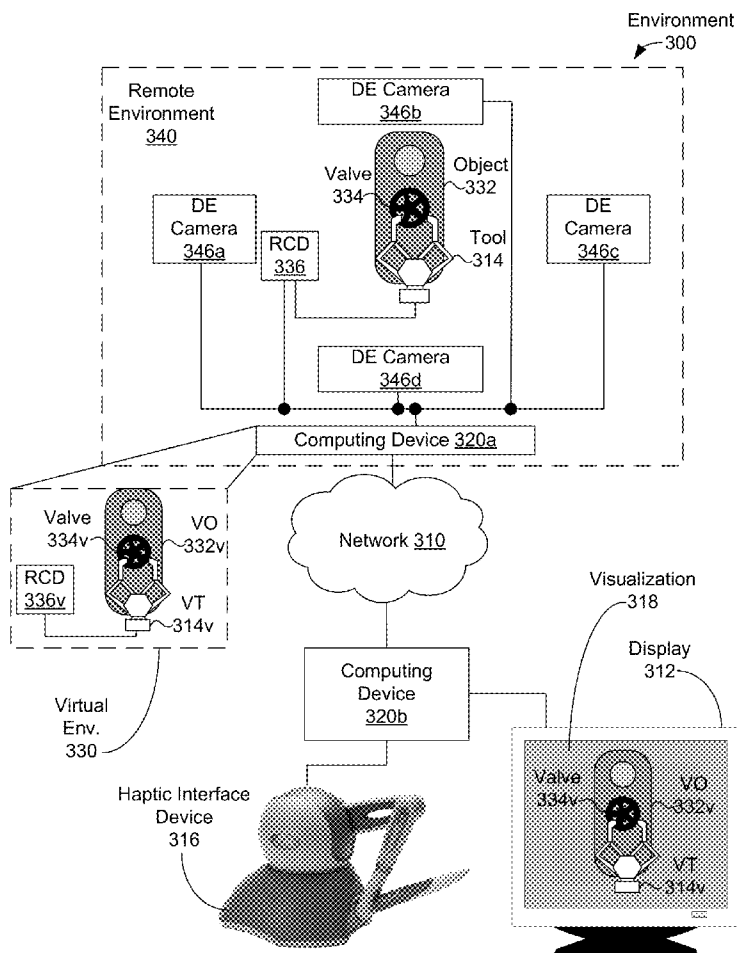 Environment
300
Remote
Environment
340
DE Camera
346b
Valve
334
Object
332
DE
Camera
346a
RCD
336
Tool
314
DE
Camera
346c
DE Camera
346d
Computing Device 320a
Valve
334v
VO
332v
RCD
336v
VT
314v
Network 310
Visualization
318
Display
312
Computing
Device
320b
Virtual
Env.
330
Haptic Interface
Device
316
Valve
334v
VO
332v
VT
314v